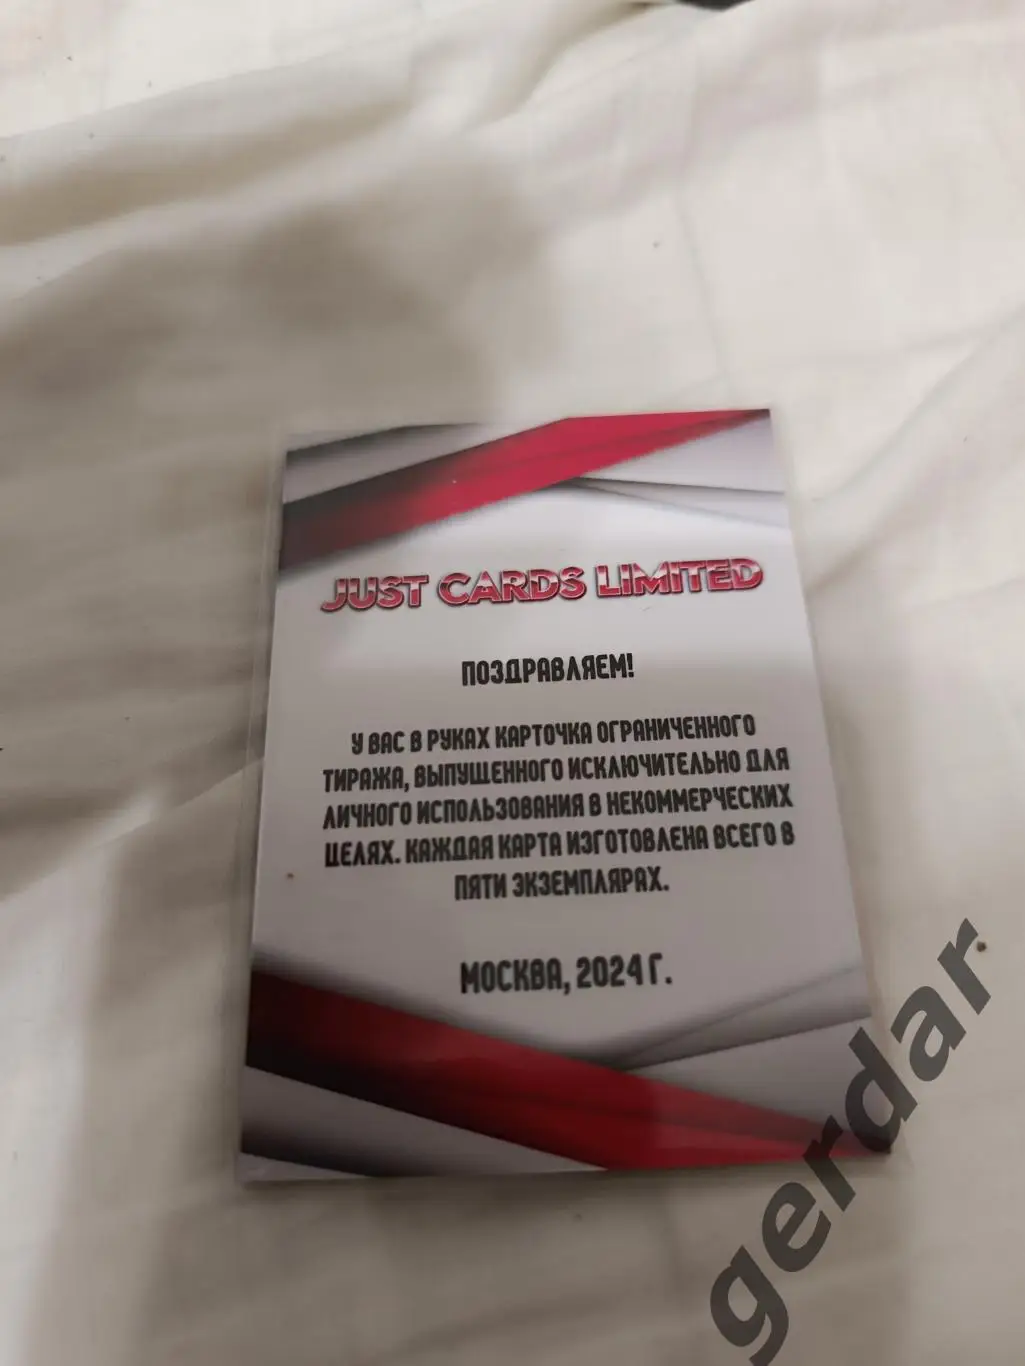 JUST CARDS LIMITED
ПОЗДРАВЛЯЕМ!
У ВАС В РУКАХ КАРТОЧКА ОГРАНИЧЕННОГО
ТИРАЖА, ВЫПУЩЕННОГО ИСКЛЮЧИТЕЛЬНО ДЛЯ
ЛИЧНОГО ИСПОЛЬЗОВАНИЯ В НЕКОММЕРЧЕСКИХ
ЦЕЛЯХ. КАЖДАЯ КАРТА ИЗГОТОВЛЕНА ВСЕГО В
ПЯТИ ЭКЗЕМПЛЯРАХ.
МОСКВА, 2024 Г.
gerdar